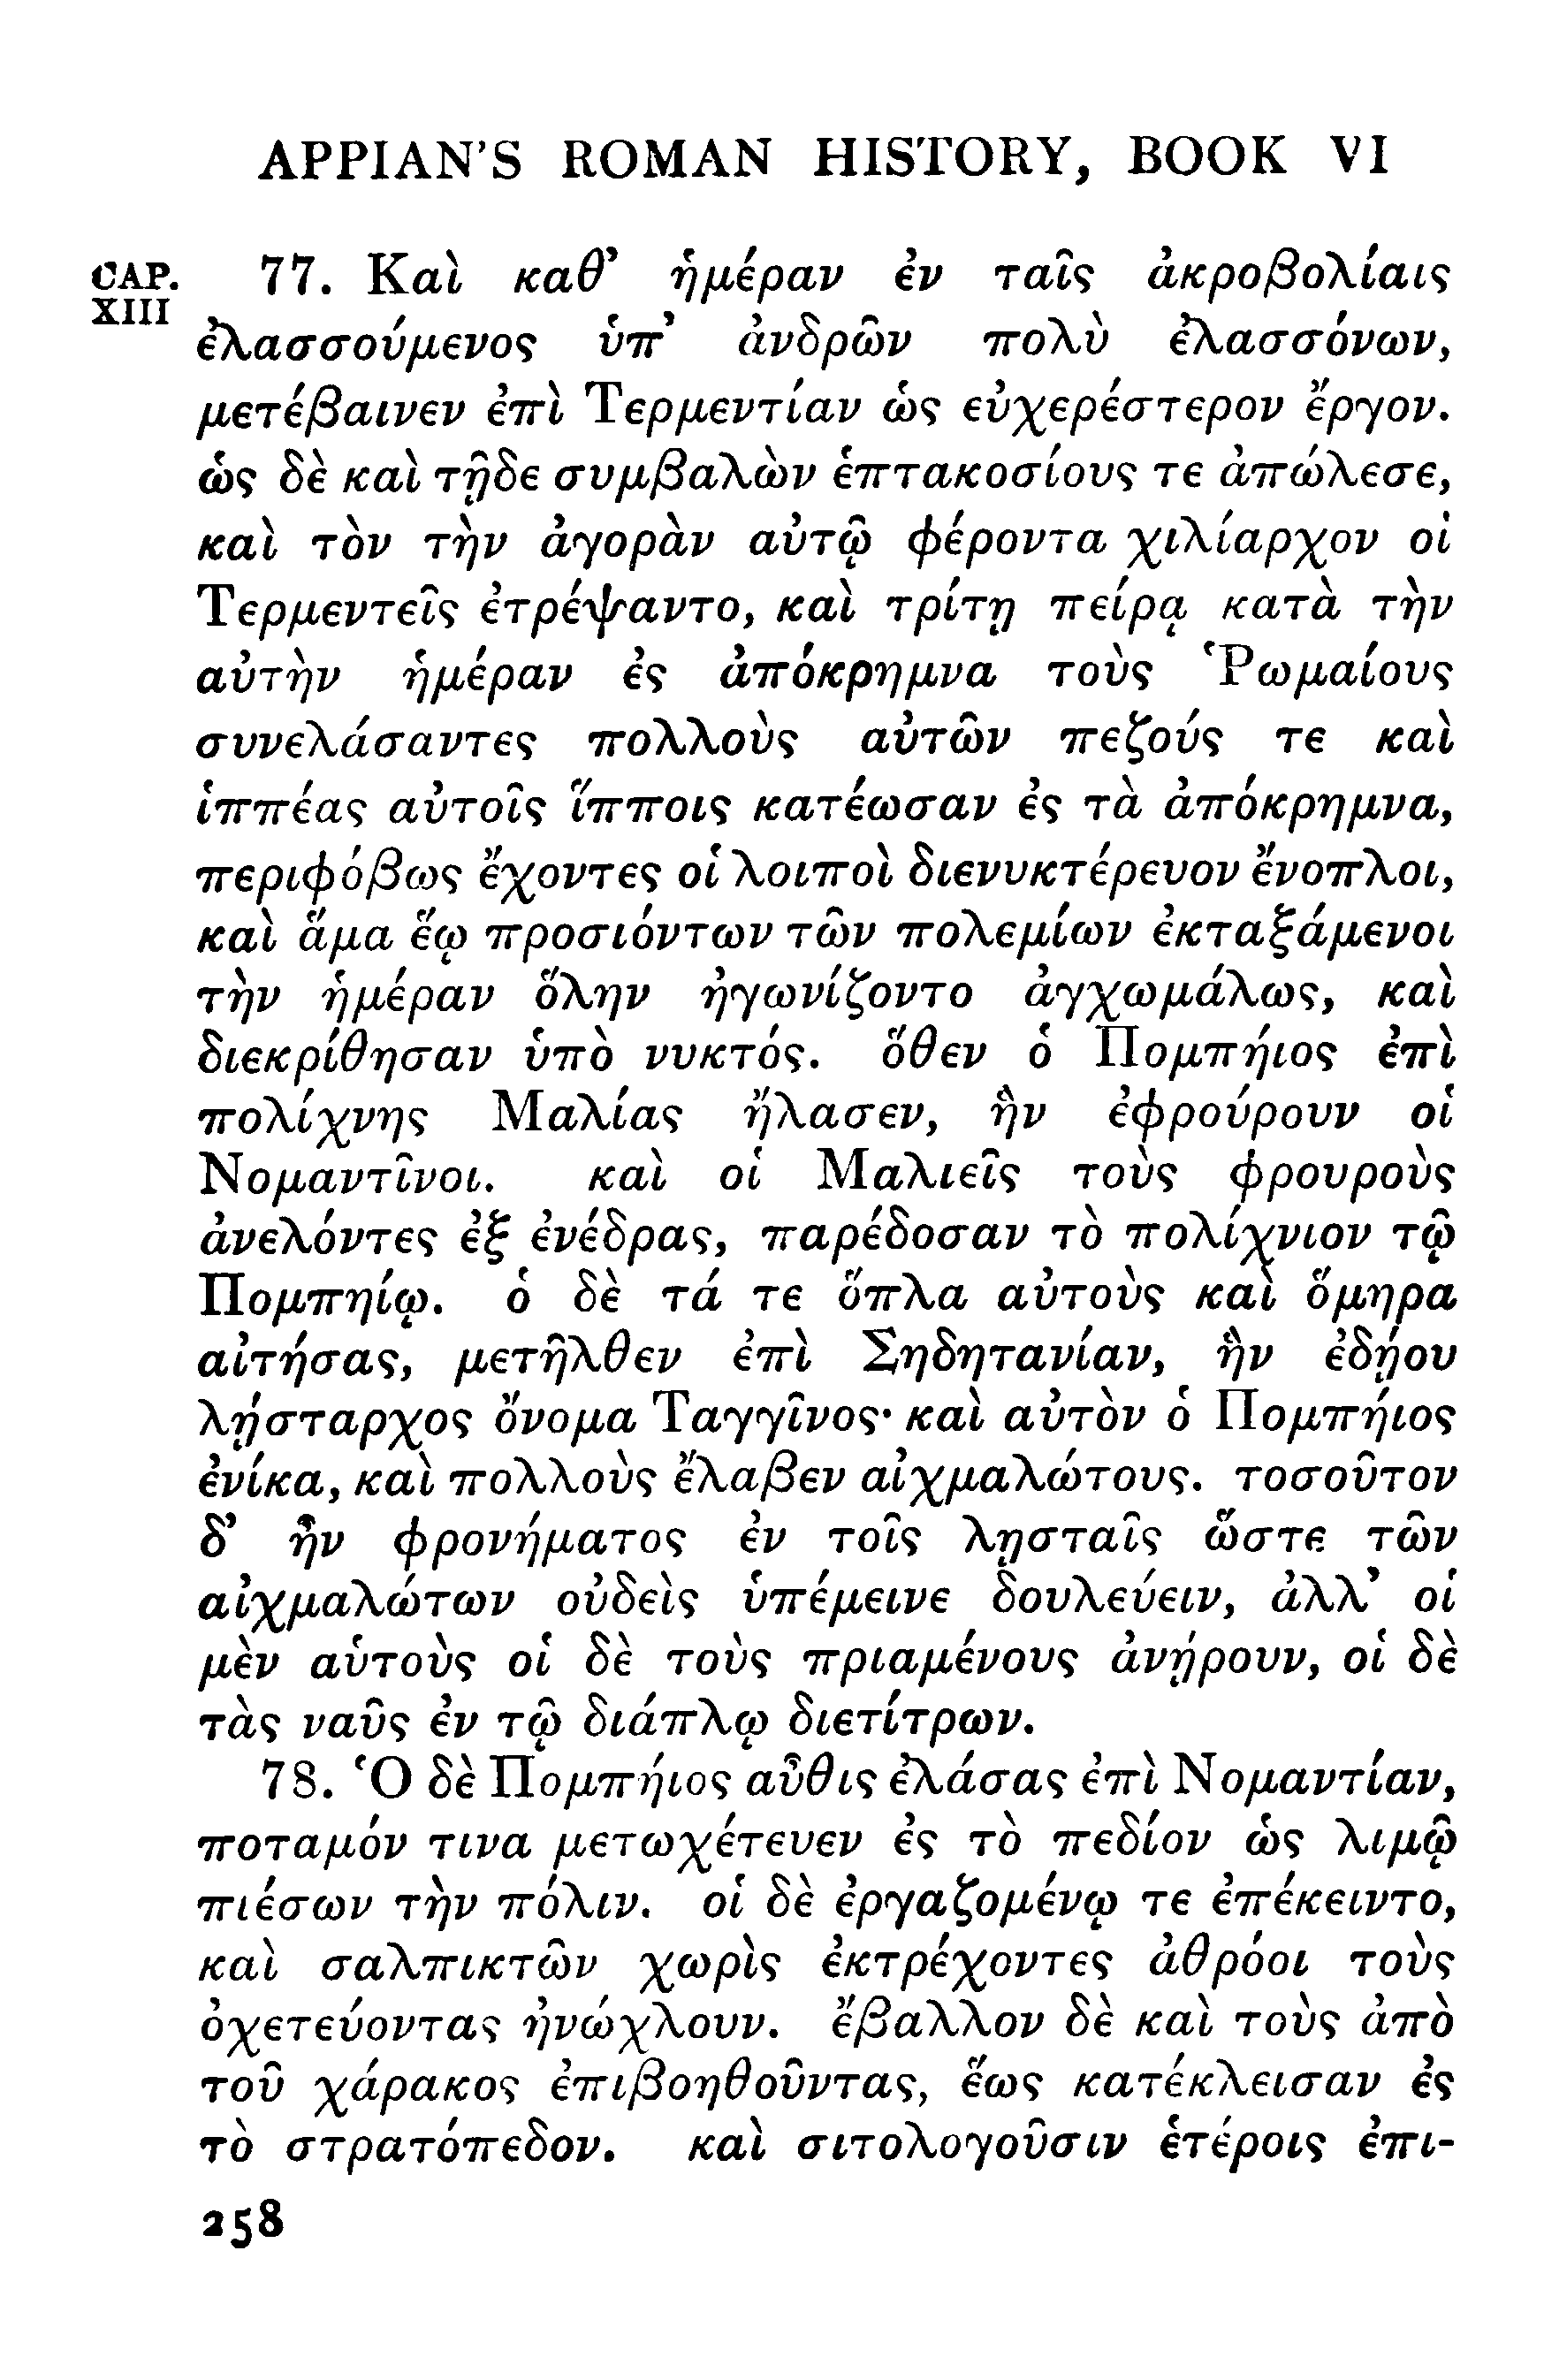 APPIAN'S ROMAN HISTORY, BOOK VI
CAP. XIII
77. Καὶ καθ' ἡμέραν ἐν ταῖς ἀκροβολίαις
ἐλασσούμενος ὑπ' ἀνδρῶν πολὺ ἐλασσόνων,
μετέβαινεν ἐπὶ Τερμεντίαν ὡς εὐχερέστερον ἔργον.
ὡς δὲ καὶ τῇδε συμβαλὼν ἑπτακοσίους τε ἀπώλεσε,
καὶ τὸν τὴν ἀγορὰν αὐτῷ φέροντα χιλίαρχον οἱ
Τερμεντεῖς ἐτρέψαντο, καὶ τρίτῃ πείρᾳ κατὰ τὴν
αὐτὴν ἡμέραν ἐς ἀπόκρημνα τοὺς Ῥωμαίους
συνελάσαντες πολλοὺς αὐτῶν πεζούς τε καὶ
ἱππέας αὐτοῖς ἵπποις κατέωσαν ἐς τὰ ἀπόκρημνα,
περιφόβως ἔχοντες οἱ λοιποὶ διενυκτέρευον ἔνοπλοι,
καὶ ἅμα ἕῳ προσιόντων τῶν πολεμίων ἐκταξάμενοι
τὴν ἡμέραν ὅλην ἠγωνίζοντο ἀγχωμάλως, καὶ
διεκρίθησαν ὑπὸ νυκτός. ὅθεν ὁ Πομπήιος ἐπὶ
πολίχνης Μαλίας ἤλασεν, ἣν ἐφρούρουν οἱ
Νομαντῖνοι. καὶ οἱ Μαλιεῖς τοὺς φρουροὺς
ἀνελόντες ἐξ ἐνέδρας, παρέδοσαν τὸ πολίχνιον τῷ
Πομπηίῳ. ὁ δὲ τά τε ὅπλα αὐτοὺς καὶ ὅμηρα
αἰτήσας, μετῆλθεν ἐπὶ Σηδητανίαν, ἣν ἐδῄου
λῄσταρχος ὄνομα Ταγγῖνος· καὶ αὐτὸν ὁ Πομπήιος
ἐνίκα, καὶ πολλοὺς ἔλαβεν αἰχμαλώτους. τοσοῦτον
δ' ἦν φρονήματος ἐν τοῖς λῃσταῖς ὥστε τῶν
αἰχμαλώτων οὐδεὶς ὑπέμεινε δουλεύειν, ἀλλ' οἱ
μὲν αὑτοὺς οἱ δὲ τοὺς πριαμένους ἀνῄρουν, οἱ δὲ
τὰς ναῦς ἐν τῷ διάπλῳ διετίτρων.
78. Ὁ δὲ Πομπήιος αὖθις ἐλάσας ἐπὶ Νομαντίαν,
ποταμόν τινα μετωχέτευεν ἐς τὸ πεδίον ὡς λιμῷ
πιέσων τὴν πόλιν. οἱ δὲ ἐργαζομένῳ τε ἐπέκειντο,
καὶ σαλπικτῶν χωρὶς ἐκτρέχοντες ἀθρόοι τοὺς
ὀχετεύοντας ἠνώχλουν. ἔβαλλον δὲ καὶ τοὺς ἀπὸ
τοῦ χάρακος ἐπιβοηθοῦντας, ἕως κατέκλεισαν ἐς
τὸ στρατόπεδον. καὶ σιτολογοῦσιν ἑτέροις ἐπι-
258